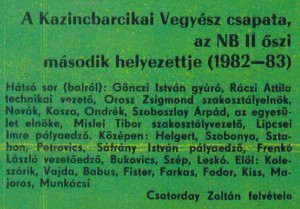 A Kazincbarcikai Vegyész csapata,
az NB II őszi
második helyezettje (1982—83)
Hátsó sor (balról): Gönczi István gyúró, Ráczi Attila
technikai vezető, Orosz Zsigmond szakosztályelnök,
Novák, Kasza, Ondrék, Szoboszlay Árpád, az egyesü-
let elnöke, Mislei Tibor szakosztályvezető, Lipcsei
Imre pályaedző. Középen: Helgert, Szobonya, Szta-
ban, Petrovics, Sáfrány István pályaedző, Frenkó
László vezetőedző, Bukovics, Szép, Leskó. Elöl: Ko-
leszárik, Vajda, Babus, Fister, Farkas, Fodor, Kiss, Ma-
joros, Munkácsi
Csatorday Zoltán felvétele